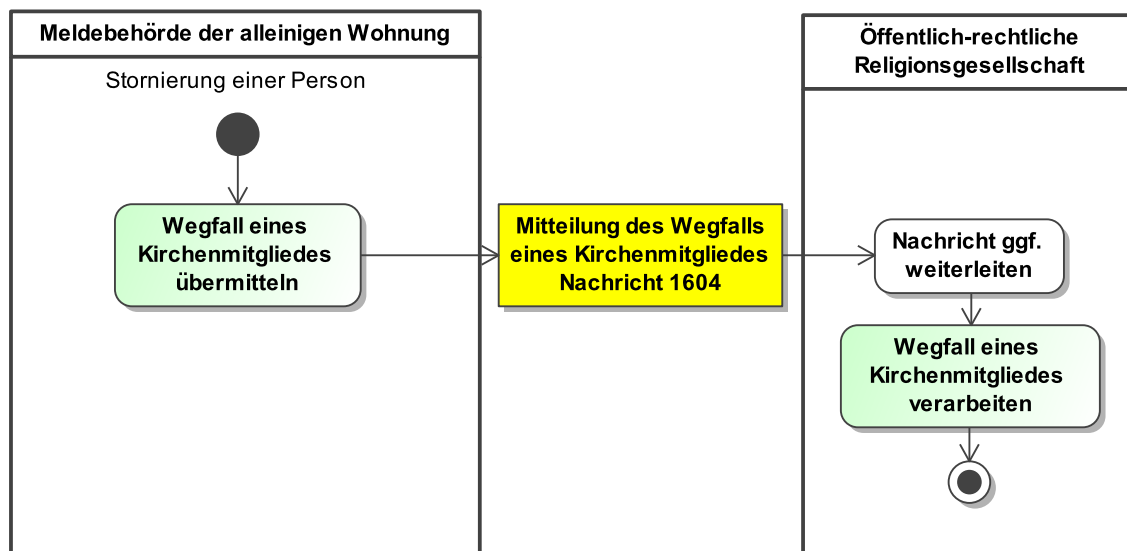 Meldebehörde der alleinigen Wohnung
Stornierung einer Person
Wegfall eines
Kirchenmitgliedes
übermitteln
Mitteilung des Wegfalls
eines Kirchenmitgliedes
Nachricht 1604
Öffentlich-rechtliche
Religionsgesellschaft
Nachricht ggf.
weiterleiten
Wegfall eines
Kirchenmitgliedes
verarbeiten